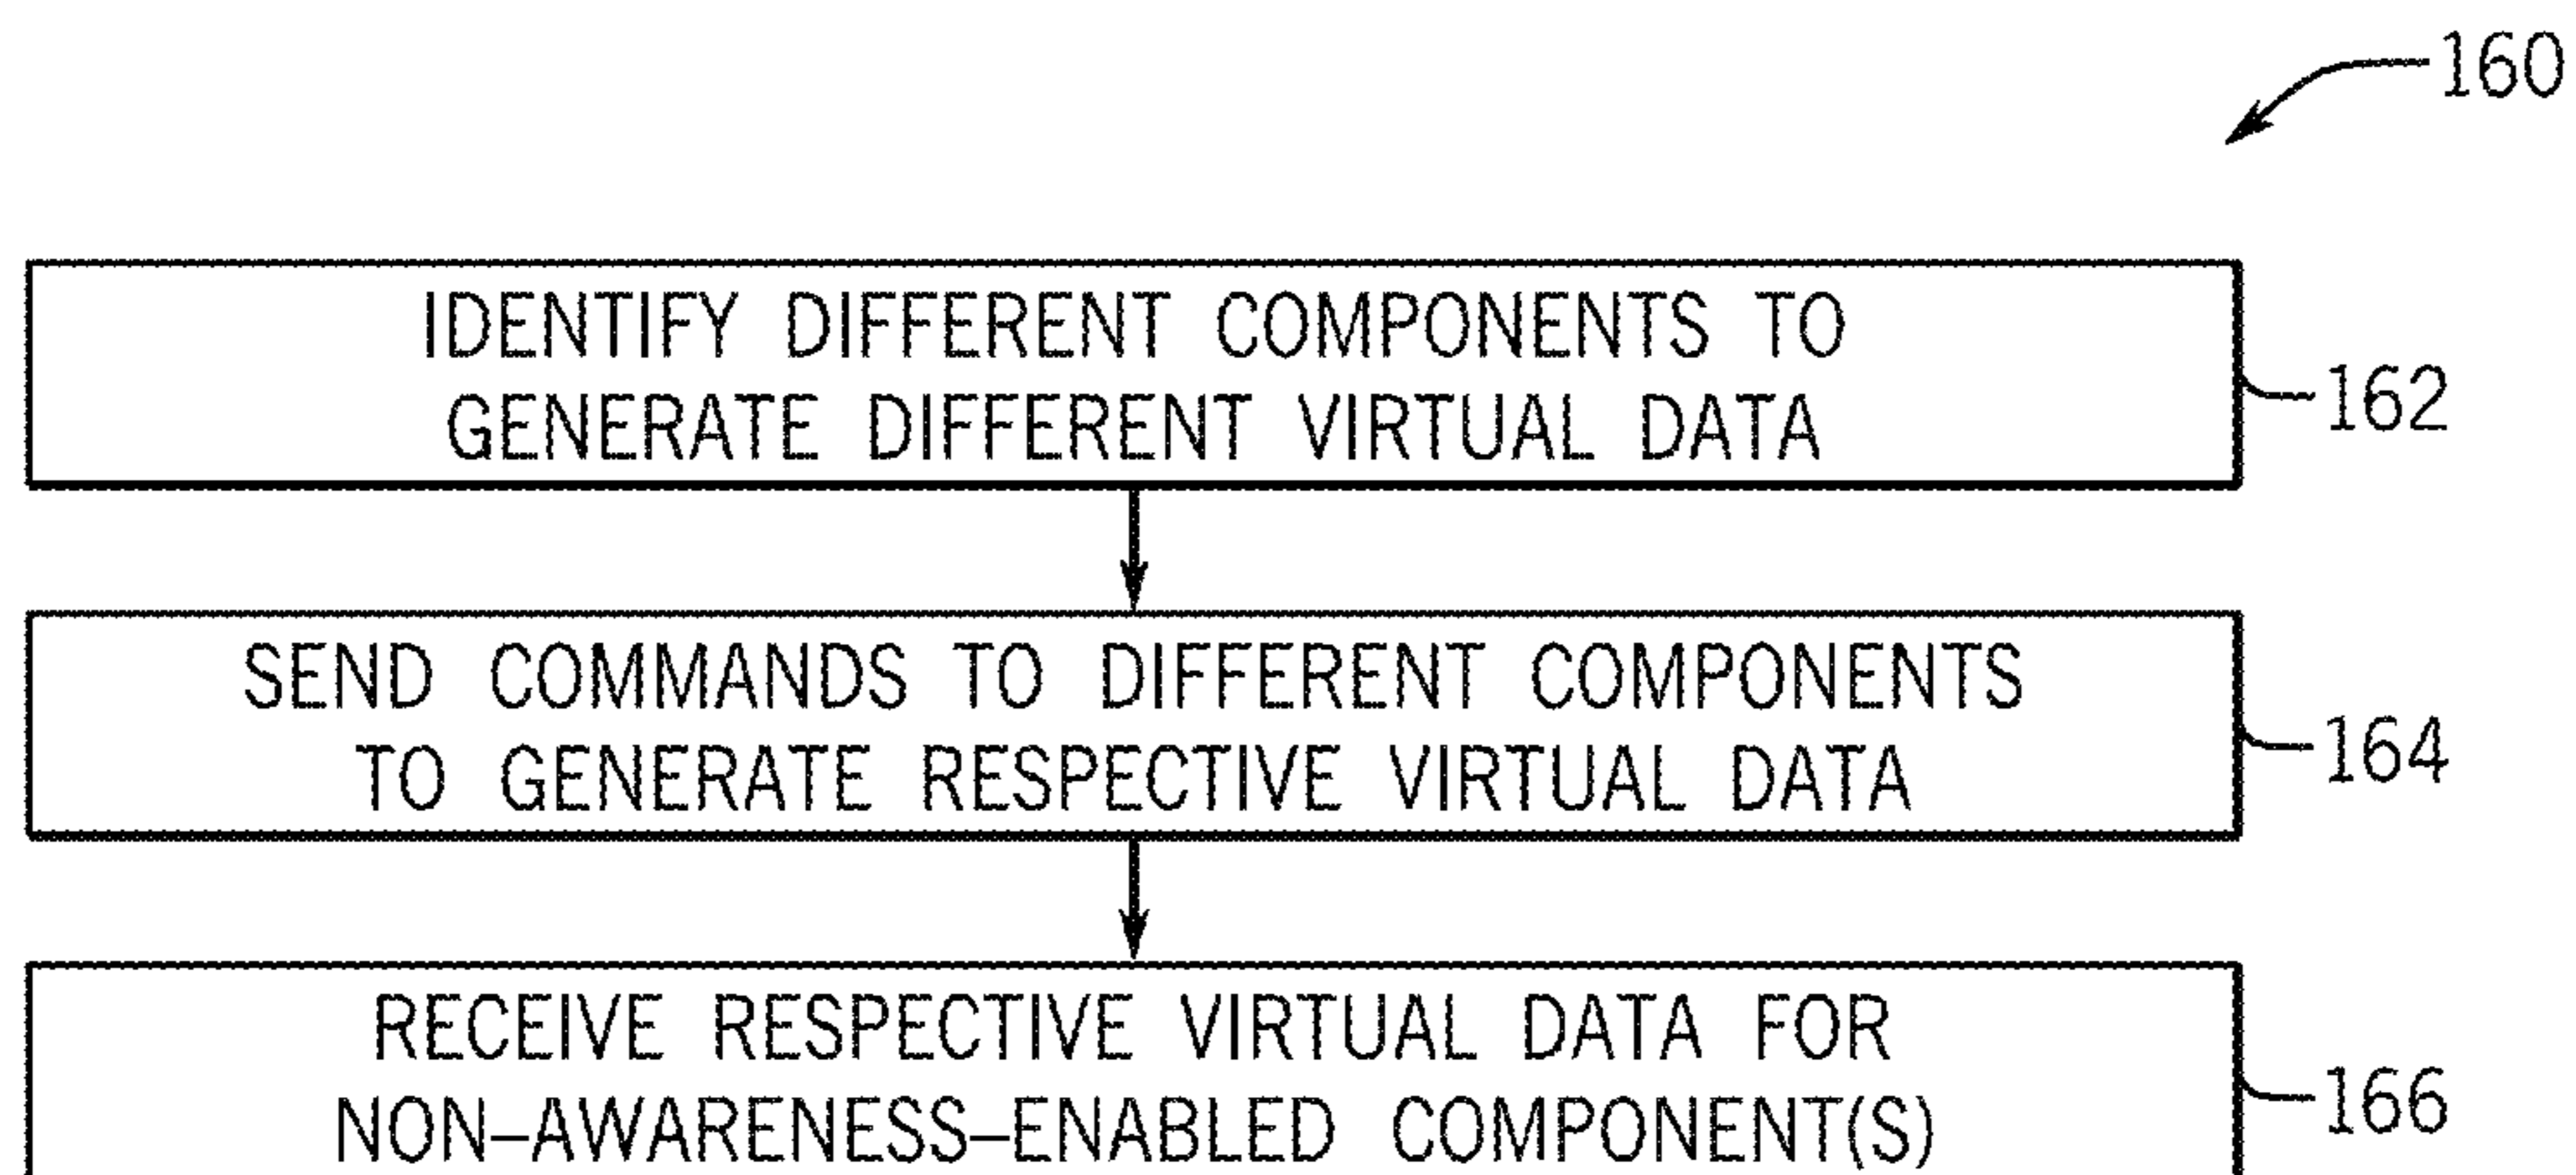 160
IDENTIFY DIFFERENT COMPONENTS TO
GENERATE DIFFERENT VIRTUAL DATA
162
SEND COMMANDS TO DIFFERENT COMPONENTS
TO GENERATE RESPECTIVE VIRTUAL DATA
164
RECEIVE RESPECTIVE VIRTUAL DATA FOR
NON–AWARENESS–ENABLED COMPONENT(S)
166